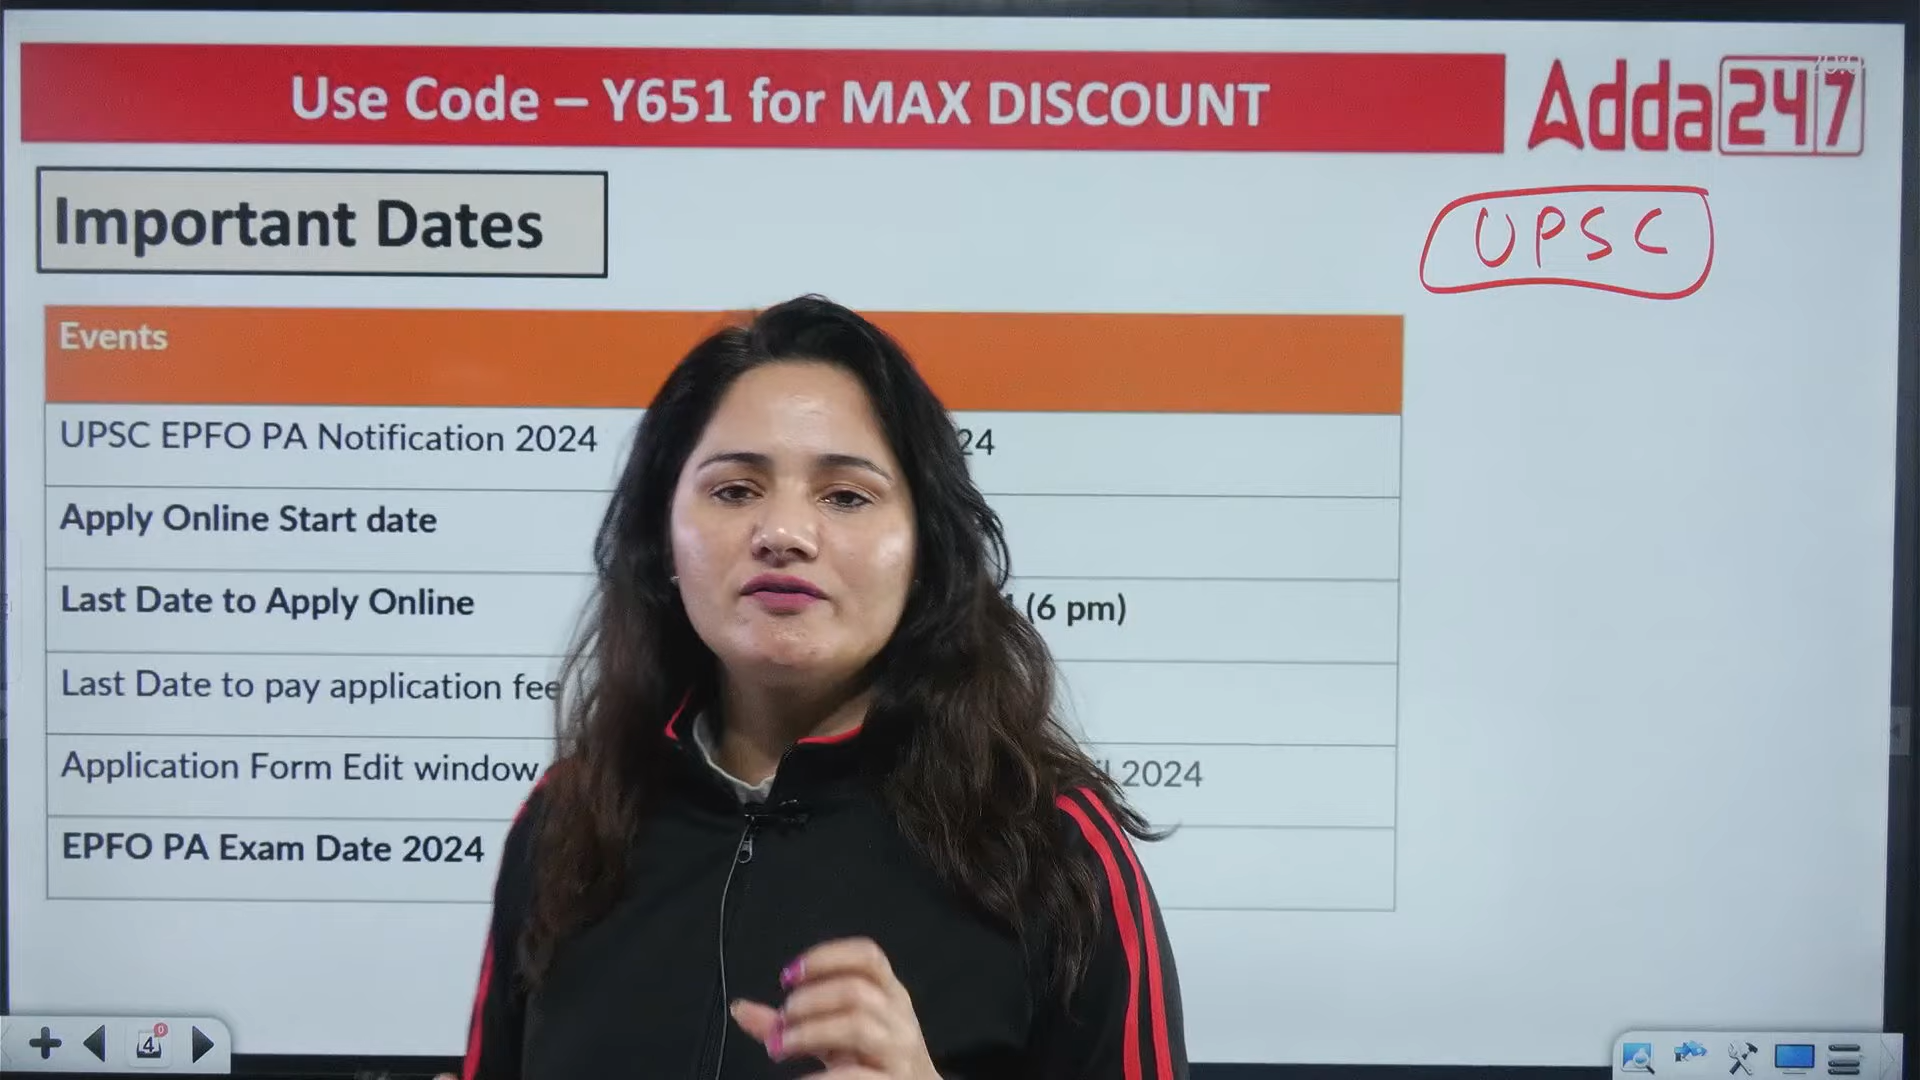 Use Code – Y651 for MAX DISCOUNT
Adda247
Important Dates
UPSC
Events
UPSC EPFO PA Notification 2024
24
Apply Online Start date
Last Date to Apply Online
(6 pm)
Last Date to pay application fee
Application Form Edit window
2024
EPFO PA Exam Date 2024
4
0